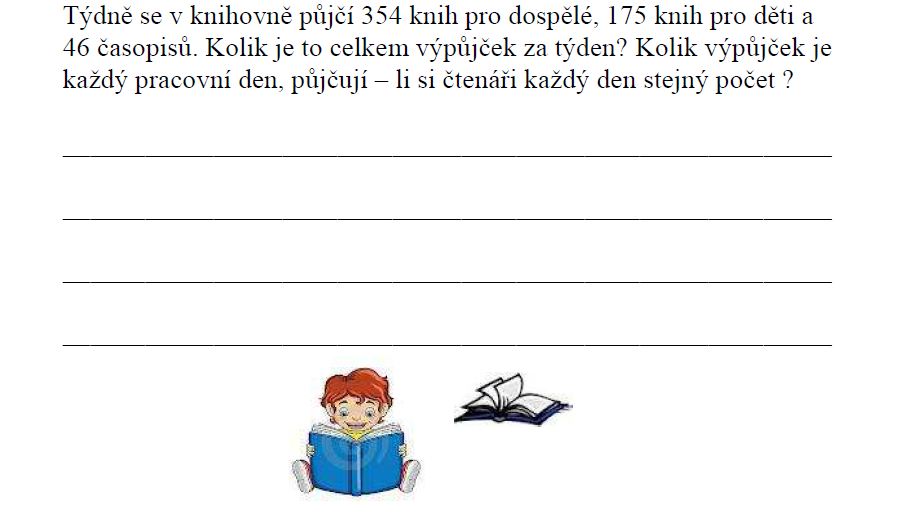 Týdně se v knihovně půjčí 354 knih pro dospělé, 175 knih pro děti a
46 časopisů. Kolik je to celkem výpůjček za týden? Kolik výpůjček je
každý pracovní den, půjčují – li si čtenáři každý den stejný počet ?